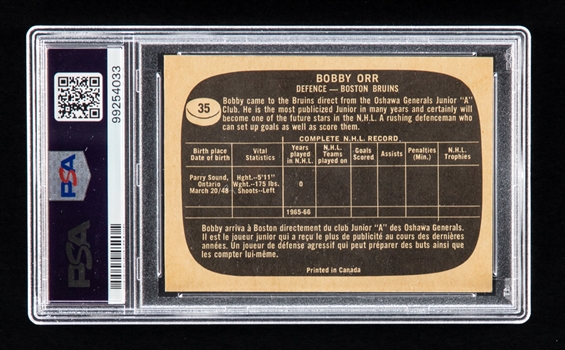 PSA
99254033
PSA
35
BOBBY ORR
DEFENCE — BOSTON BRUINS
Bobby came to the Bruins direct from the Oshawa Generals Junior "A"
Club. He is the most publicized Junior in many years and certainly will
become one of the future stars in the N.H.L. A rushing defenceman who
can set up goals as well as score them.
COMPLETE N.H.L. RECORD
Birth place Date of birth
Vital Statistics
Years played in N.H.L.
N.H.L. Teams played on
Goals Scored
Assists
Penalties (Min.)
N.H.L. Trophies
Parry Sound, Ontario March 20/48
Hght.--5'11" Wght.-175 lbs. Shoots--Left
0
1965-66
Bobby arriva à Boston directement du club Junior "A" des Oshawa Generals.
Il est le joueur junior qui a reçu le plus de publicité au cours des dernières
années. Un joueur de défense agressif qui peut préparer des buts ainsi que
les compter lui-même.
Printed in Canada